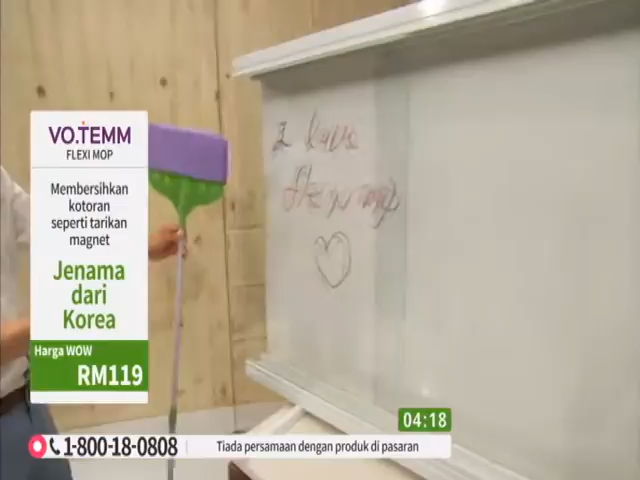 VO.TEMM
FLEXI MOP
Membersihkan
kotoran
seperti tarikan
magnet
Jenama
dari
Korea
Harga WOW
RM119
04:18
1-800-18-0808
Tiada persamaan dengan produk di pasaran